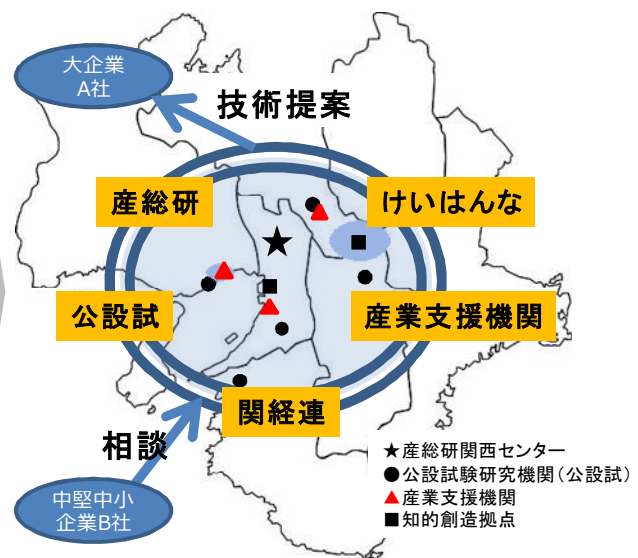 大企業
A社
技術提案
産総研
けいはんな
公設試
産業支援機関
関経連
相談
中堅中小
企業B社
★産総研関西センター
●公設試験研究機関(公設試)
▲産業支援機関
■知的創造拠点